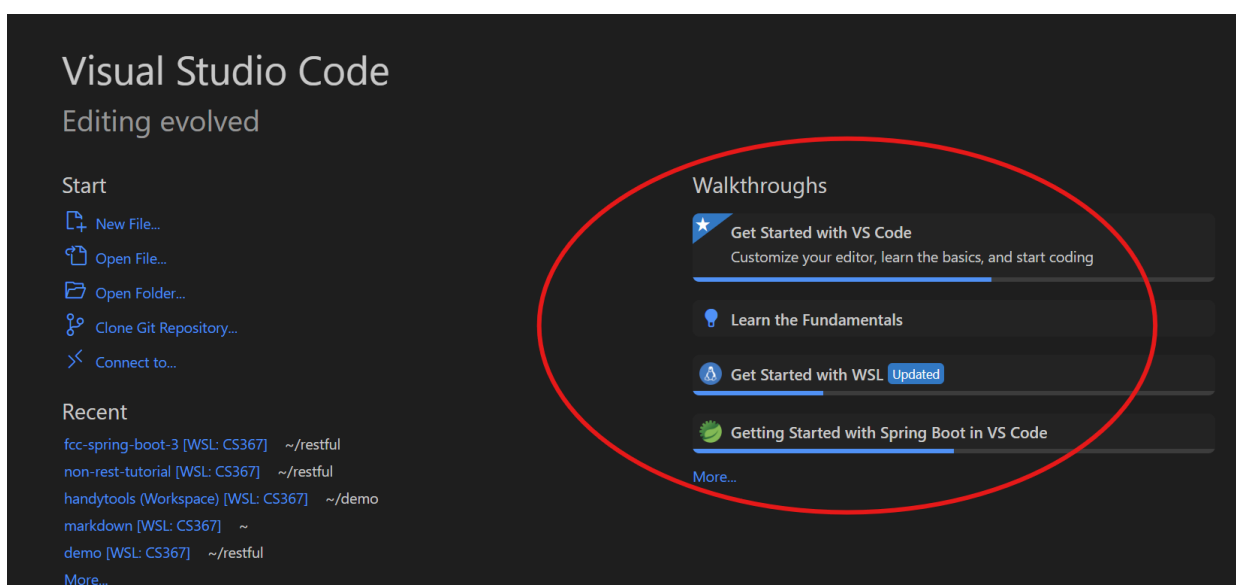 Visual Studio Code
Editing evolved
Start
New File...
Open File...
Open Folder...
Clone Git Repository...
Connect to...
Recent
fcc-spring-boot-3 [WSL: CS367] ~/restful
non-rest-tutorial [WSL: CS367] ~/restful
handytools (Workspace) [WSL: CS367] ~/demo
markdown [WSL: CS367] ~
demo [WSL: CS367] ~/restful
More...
Walkthroughs
Get Started with VS Code
Customize your editor, learn the basics, and start coding
Learn the Fundamentals
Get Started with WSL Updated
Getting Started with Spring Boot in VS Code
More...